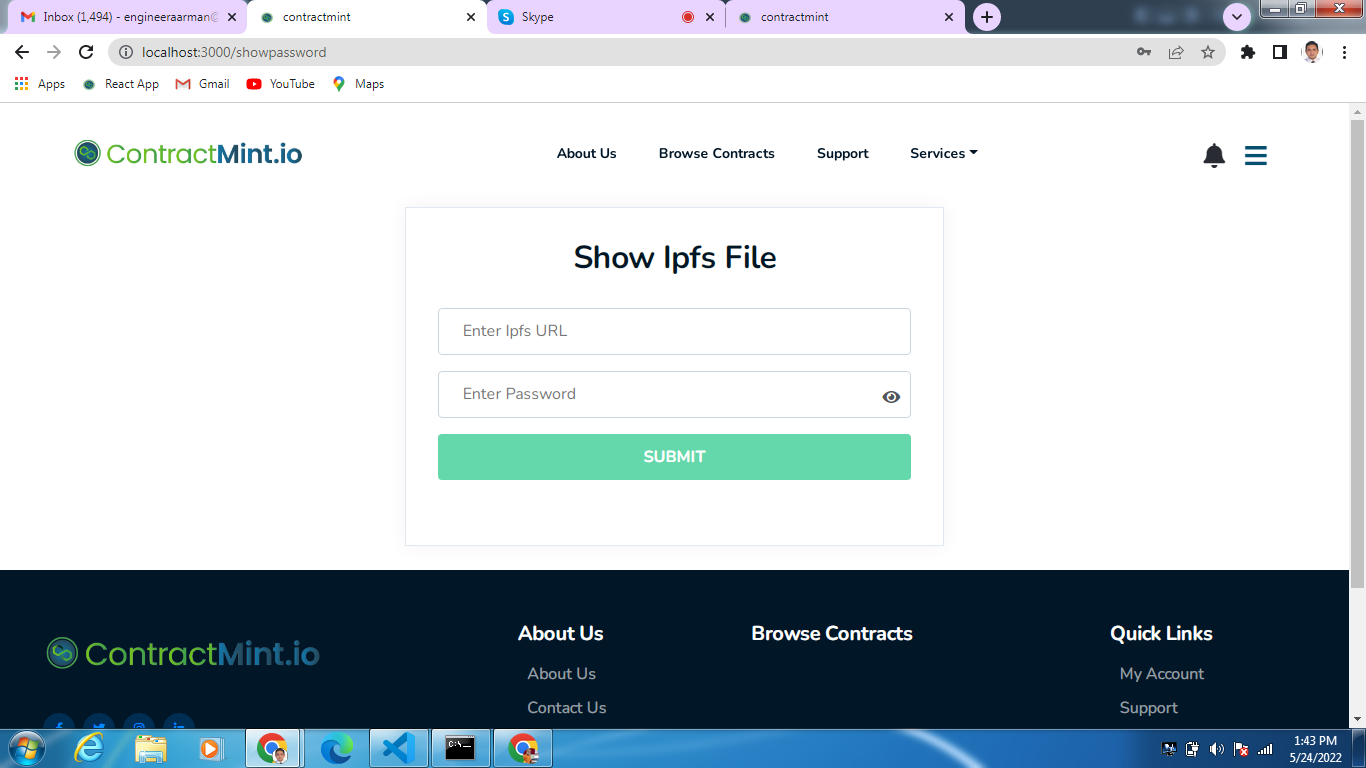 Inbox (1,494) - engineeraarman@
contractmint
Skype
contractmint
localhost:3000/showpassword
Apps
React App
Gmail
YouTube
Maps
ContractMint.io
About Us
Browse Contracts
Support
Services
Show Ipfs File
Enter Ipfs URL
Enter Password
SUBMIT
ContractMint.io
About Us
About Us
Contact Us
Browse Contracts
Quick Links
My Account
Support
1:43 PM
5/24/2022